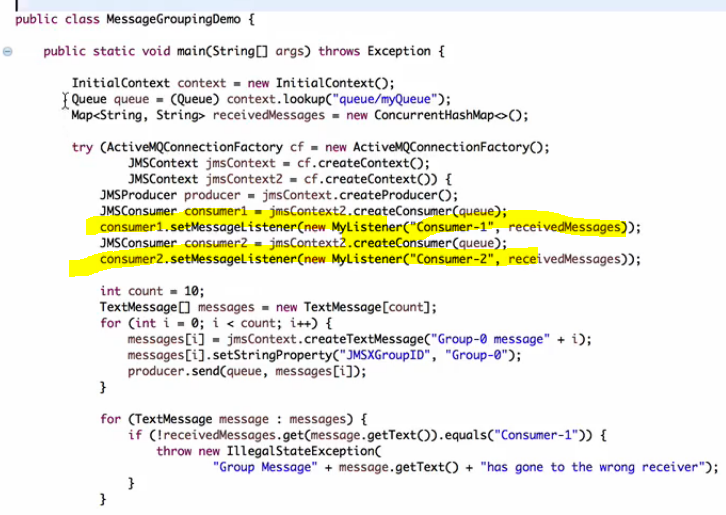 public class MessageGroupingDemo {
public static void main(String[] args) throws Exception {
InitialContext context = new InitialContext();
Queue queue = (Queue) context.lookup("queue/myQueue");
Map<String, String> receivedMessages = new ConcurrentHashMap<>();
try (ActiveMQConnectionFactory cf = new ActiveMQConnectionFactory();
JMSContext jmsContext = cf.createContext();
JMSContext jmsContext2 = cf.createContext()) {
JMSProducer producer = jmsContext.createProducer();
JMSConsumer consumer1 = jmsContext2.createConsumer(queue);
consumer1.setMessageListener(new MyListener("Consumer-1", receivedMessages));
JMSConsumer consumer2 = jmsContext2.createConsumer(queue);
consumer2.setMessageListener(new MyListener("Consumer-2", receivedMessages));
int count = 10;
TextMessage[] messages = new TextMessage[count];
for (int i = 0; i < count; i++) {
messages[i] = jmsContext.createTextMessage("Group-0 message" + i);
messages[i].setStringProperty("JMSXGroupID", "Group-0");
producer.send(queue, messages[i]);
}
for (TextMessage message : messages) {
if (!receivedMessages.get(message.getText()).equals("Consumer-1")) {
throw new IllegalStateException(
"Group Message" + message.getText() + "has gone to the wrong receiver");
}
}